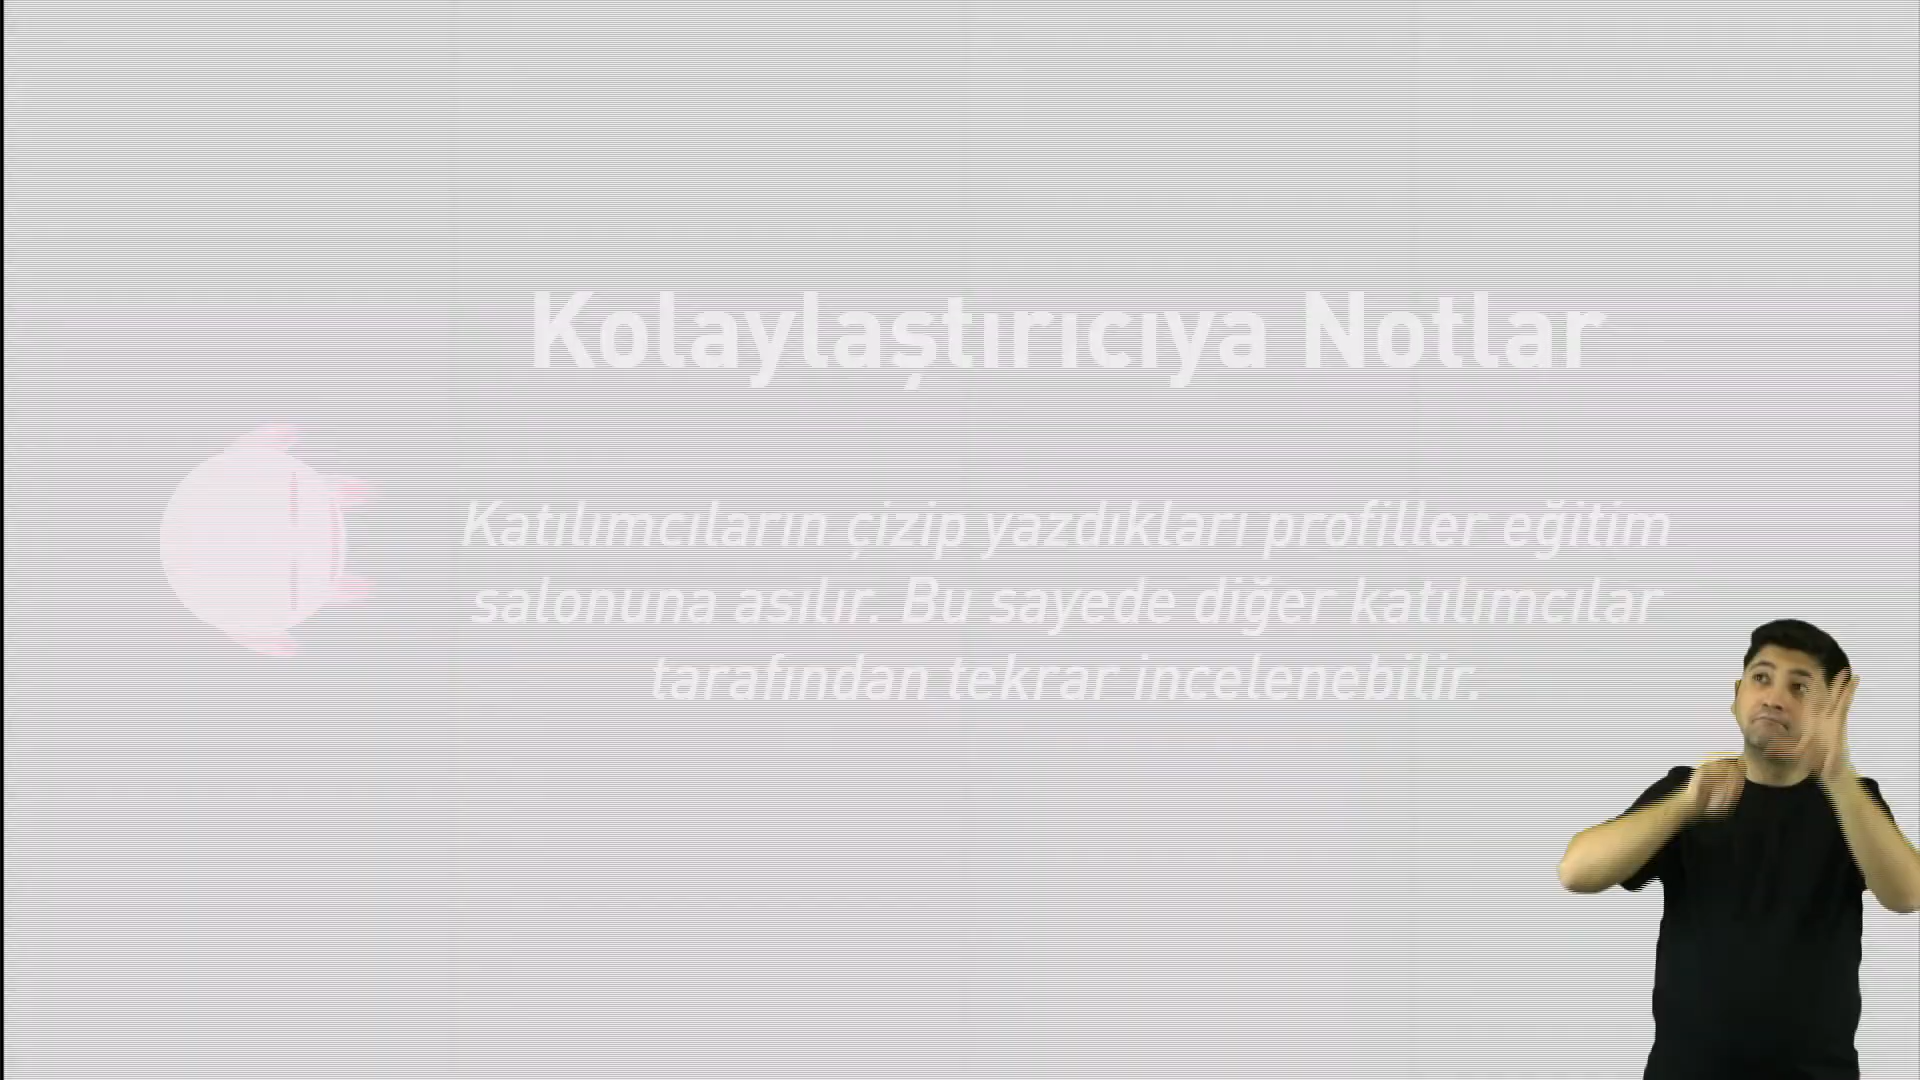 Kolaylaştırıcıya Notlar
Katılımcıların çizip yazdıkları profiller eğitim
salonuna asılır. Bu sayede diğer katılımcılar
tarafından tekrar incelenebilir.